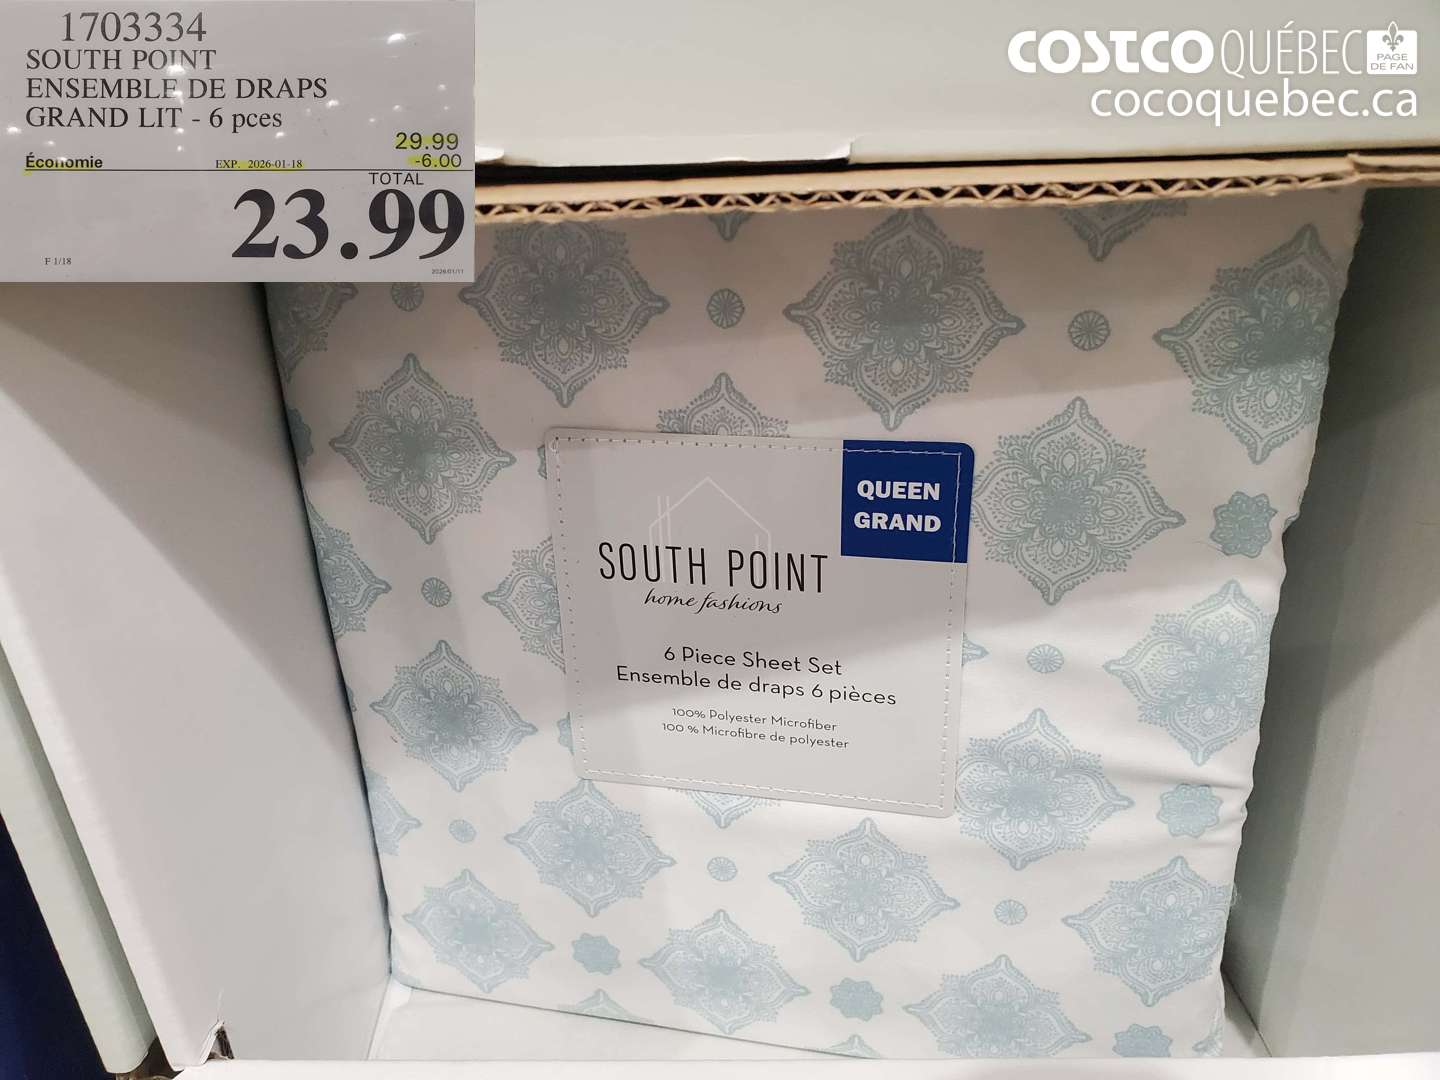 1703334
SOUTH POINT
ENSEMBLE DE DRAPS
GRAND LIT - 6 pces
29.99
Économie EXP. 2026-01-18 -6.00
TOTAL
23.99
F 1/18
2026/01/11
COSTCO QUÉBEC PAGE DE FAN
cocoquebec.ca
QUEEN
GRAND
SOUTH POINT
home fashions
6 Piece Sheet Set
Ensemble de draps 6 pièces
100% Polyester Microfiber
100 % Microfibre de polyester